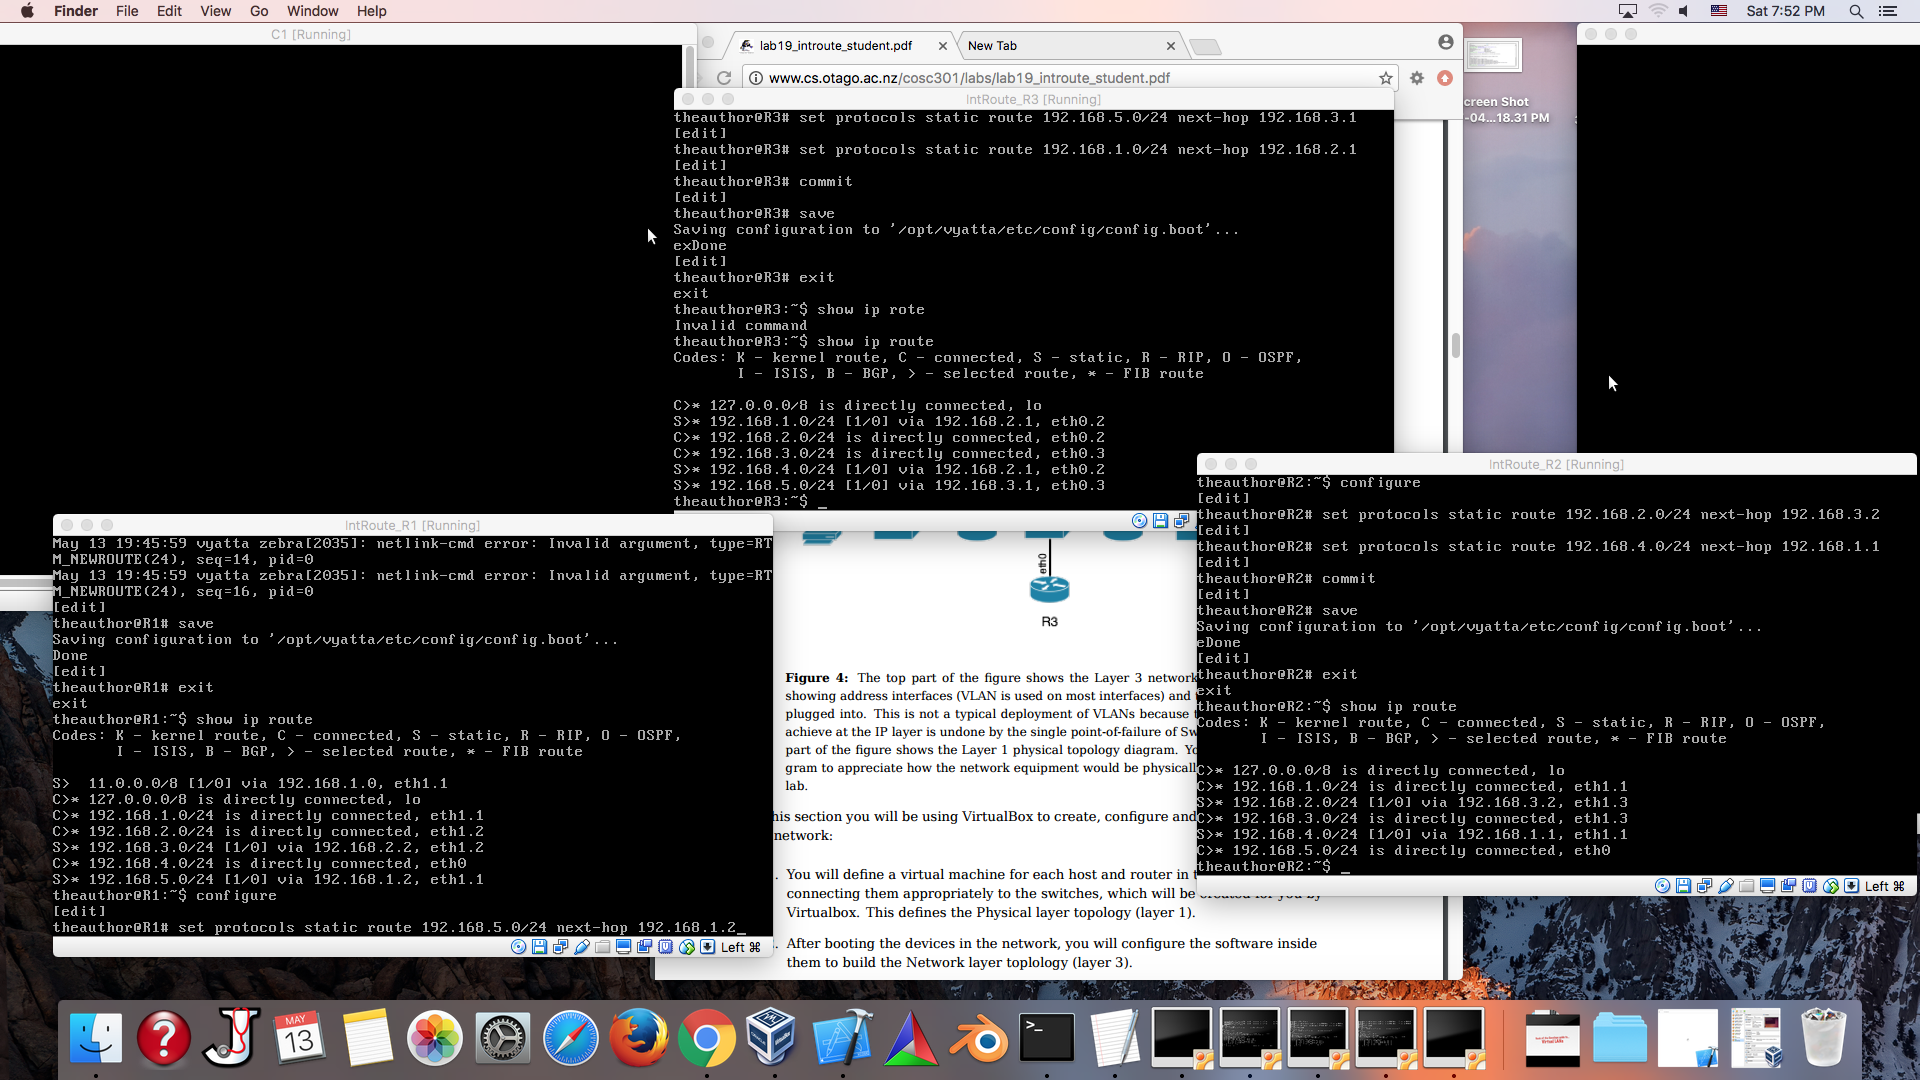 Finder File Edit View Go Window Help
Sat 7:52 PM
C1 [Running]
lab19_introute_student.pdf
New Tab
www.cs.otago.ac.nz/cosc301/labs/lab19_introute_student.pdf
creen Shot
-04...18.31 PM
IntRoute_R3 [Running]
theauthor@R3# set protocols static route 192.168.5.0/24 next-hop 192.168.3.1
[edit]
theauthor@R3# set protocols static route 192.168.1.0/24 next-hop 192.168.2.1
[edit]
theauthor@R3# commit
[edit]
theauthor@R3# save
Saving configuration to '/opt/vyatta/etc/config/config.boot'...
exDone
[edit]
theauthor@R3# exit
exit
theauthor@R3:~$ show ip rote
Invalid command
theauthor@R3:~$ show ip route
Codes: K - kernel route, C - connected, S - static, R - RIP, O - OSPF,
I - ISIS, B - BGP, > - selected route, * - FIB route
C>* 127.0.0.0/8 is directly connected, lo
S>* 192.168.1.0/24 [1/0] via 192.168.2.1, eth0.2
C>* 192.168.2.0/24 is directly connected, eth0.2
C>* 192.168.3.0/24 is directly connected, eth0.3
S>* 192.168.4.0/24 [1/0] via 192.168.2.1, eth0.2
S>* 192.168.5.0/24 [1/0] via 192.168.3.1, eth0.3
theauthor@R3:~$ _
IntRoute_R2 [Running]
theauthor@R2:~$ configure
[edit]
theauthor@R2# set protocols static route 192.168.2.0/24 next-hop 192.168.3.2
[edit]
theauthor@R2# set protocols static route 192.168.4.0/24 next-hop 192.168.1.1
[edit]
theauthor@R2# commit
[edit]
theauthor@R2# save
Saving configuration to '/opt/vyatta/etc/config/config.boot'...
eDone
[edit]
theauthor@R2# exit
exit
theauthor@R2:~$ show ip route
Codes: K - kernel route, C - connected, S - static, R - RIP, O - OSPF,
I - ISIS, B - BGP, > - selected route, * - FIB route
C>* 127.0.0.0/8 is directly connected, lo
C>* 192.168.1.0/24 is directly connected, eth1.1
S>* 192.168.2.0/24 [1/0] via 192.168.3.2, eth1.3
C>* 192.168.3.0/24 is directly connected, eth1.3
S>* 192.168.4.0/24 [1/0] via 192.168.1.1, eth1.1
C>* 192.168.5.0/24 is directly connected, eth0
theauthor@R2:~$ _
Left ⌘
IntRoute_R1 [Running]
May 13 19:45:59 vyatta zebra[2035]: netlink-cmd error: Invalid argument, type=RT
M_NEWROUTE(24), seq=14, pid=0
May 13 19:45:59 vyatta zebra[2035]: netlink-cmd error: Invalid argument, type=RT
M_NEWROUTE(24), seq=16, pid=0
[edit]
theauthor@R1# save
Saving configuration to '/opt/vyatta/etc/config/config.boot'...
Done
[edit]
theauthor@R1# exit
exit
theauthor@R1:~$ show ip route
Codes: K - kernel route, C - connected, S - static, R - RIP, O - OSPF,
I - ISIS, B - BGP, > - selected route, * - FIB route
S> 11.0.0.0/8 [1/0] via 192.168.1.0, eth1.1
C>* 127.0.0.0/8 is directly connected, lo
C>* 192.168.1.0/24 is directly connected, eth1.1
C>* 192.168.2.0/24 is directly connected, eth1.2
S>* 192.168.3.0/24 [1/0] via 192.168.2.2, eth1.2
C>* 192.168.4.0/24 is directly connected, eth0
S>* 192.168.5.0/24 [1/0] via 192.168.1.2, eth1.1
theauthor@R1:~$ configure
[edit]
theauthor@R1# set protocols static route 192.168.5.0/24 next-hop 192.168.1.2_
Left ⌘
eth0
R3
Figure 4: The top part of the figure shows the Layer 3 network
showing address interfaces (VLAN is used on most interfaces) and
plugged into. This is not a typical deployment of VLANs because
achieve at the IP layer is undone by the single point-of-failure of Sw
part of the figure shows the Layer 1 physical topology diagram. Yo
gram to appreciate how the network equipment would be physicall
lab.
his section you will be using VirtualBox to create, configure and
network:
You will define a virtual machine for each host and router in
connecting them appropriately to the switches, which will be created for you by
Virtualbox. This defines the Physical layer topology (layer 1).
After booting the devices in the network, you will configure the software inside
them to build the Network layer toplology (layer 3).
MAY
13